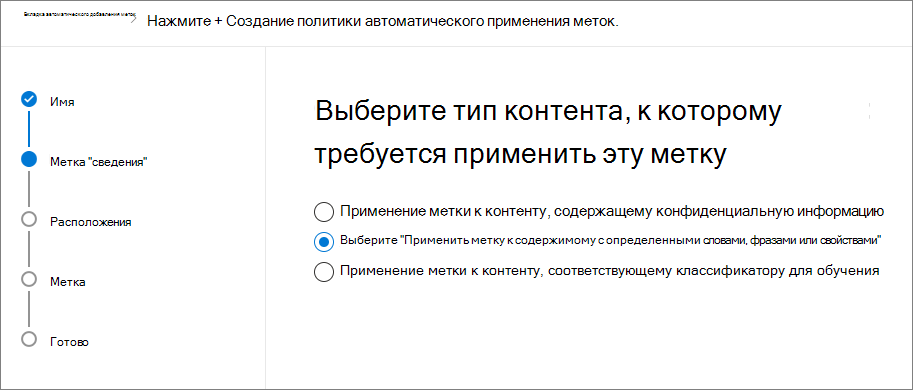 Вкладка автоматического добавления меток
Нажмите + Создание политики автоматического применения меток.
Имя
Метка "сведения"
Расположения
Метка
Готово
Выберите тип контента, к которому
требуется применить эту метку
Применение метки к контенту, содержащему конфиденциальную информацию
Выберите "Применить метку к содержимому с определенными словами, фразами или свойствами"
Применение метки к контенту, соответствующему классификатору для обучения